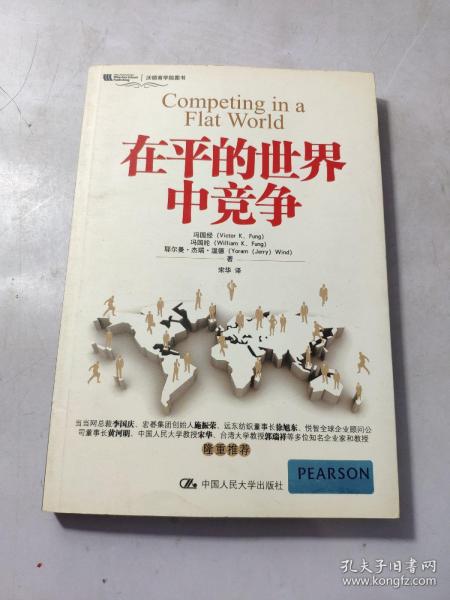 沃顿商学院图书
Competing in a
Flat World
在平的世界
中竞争
冯国经 (Victor K. Fung)
冯国纶 (William K. Fung)
耶尔曼·杰瑞·温德 (Yoram (Jerry) Wind)
著
宋华 译
当当网总裁李国庆、宏碁集团创始人施振荣、远东纺织董事长徐旭东、悦智全球企业顾问公
司董事长黄河明、中国人民大学教授宋华、台湾大学教授郭瑞祥等多位知名企业家和教授
隆重推荐
PEARSON
中国人民大学出版社
孔夫子旧书网
www.kongfz.com